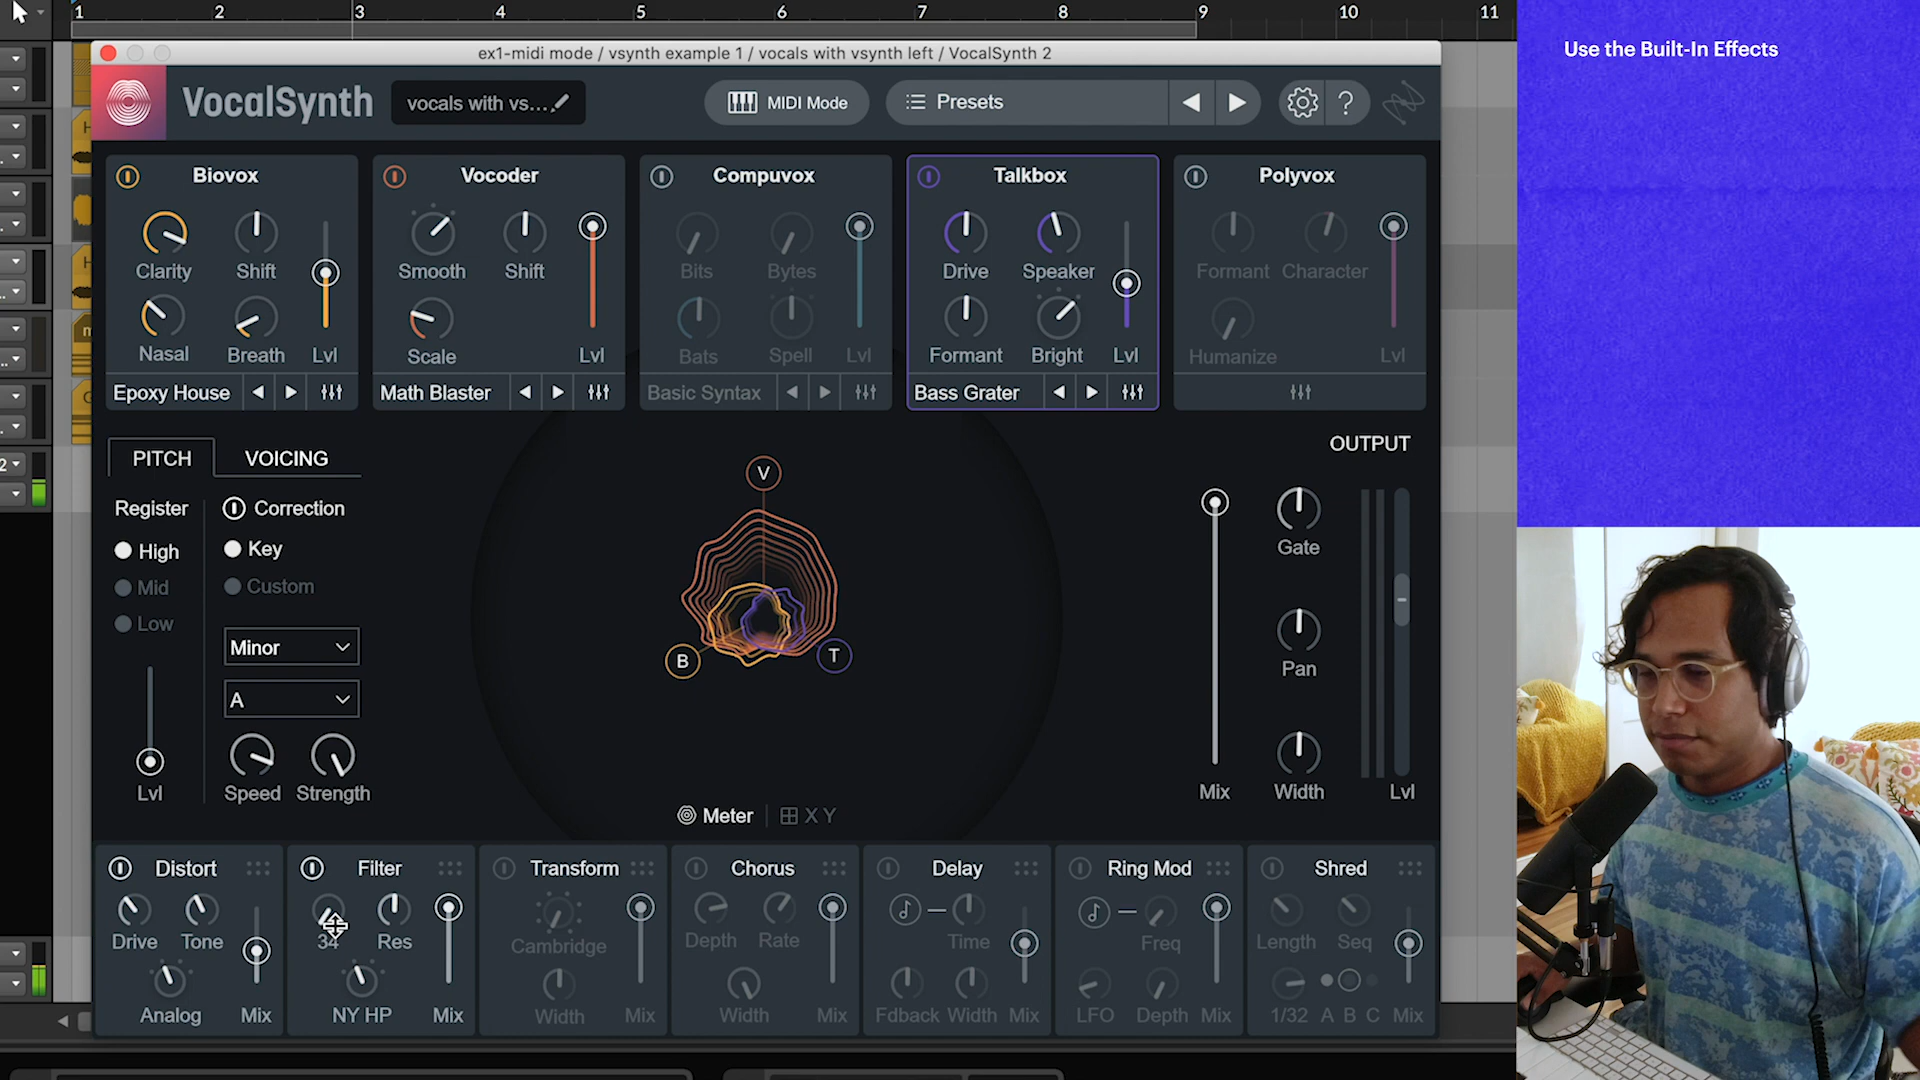 1 2 3 4 5 6 7 8 9 10 11
Use the Built-In Effects
ex1-midi mode / vsynth example 1 / vocals with vsynth left / VocalSynth 2
VocalSynth
vocals with vs...
MIDI Mode
Presets
?
Biovox
Clarity Shift
Nasal Breath Lvl
Epoxy House
Vocoder
Smooth Shift
Scale Lvl
Math Blaster
Compuvox
Bits Bytes
Bats Spell Lvl
Basic Syntax
Talkbox
Drive Speaker
Formant Bright Lvl
Bass Grater
Polyvox
Formant Character
Humanize Lvl
PITCH VOICING
Register
High
Mid
Low
Lvl
Correction
Key
Custom
Minor
A
Speed Strength
V
B
T
Meter
X Y
OUTPUT
Gate
Pan
Mix Width Lvl
Distort
Drive Tone
Analog Mix
Filter
34 Res
NY HP Mix
Transform
Cambridge
Width Mix
Chorus
Depth Rate
Width Mix
Delay
Time
Fdback Width Mix
Ring Mod
Freq
LFO Depth Mix
Shred
Length Seq
1/32 A B C Mix